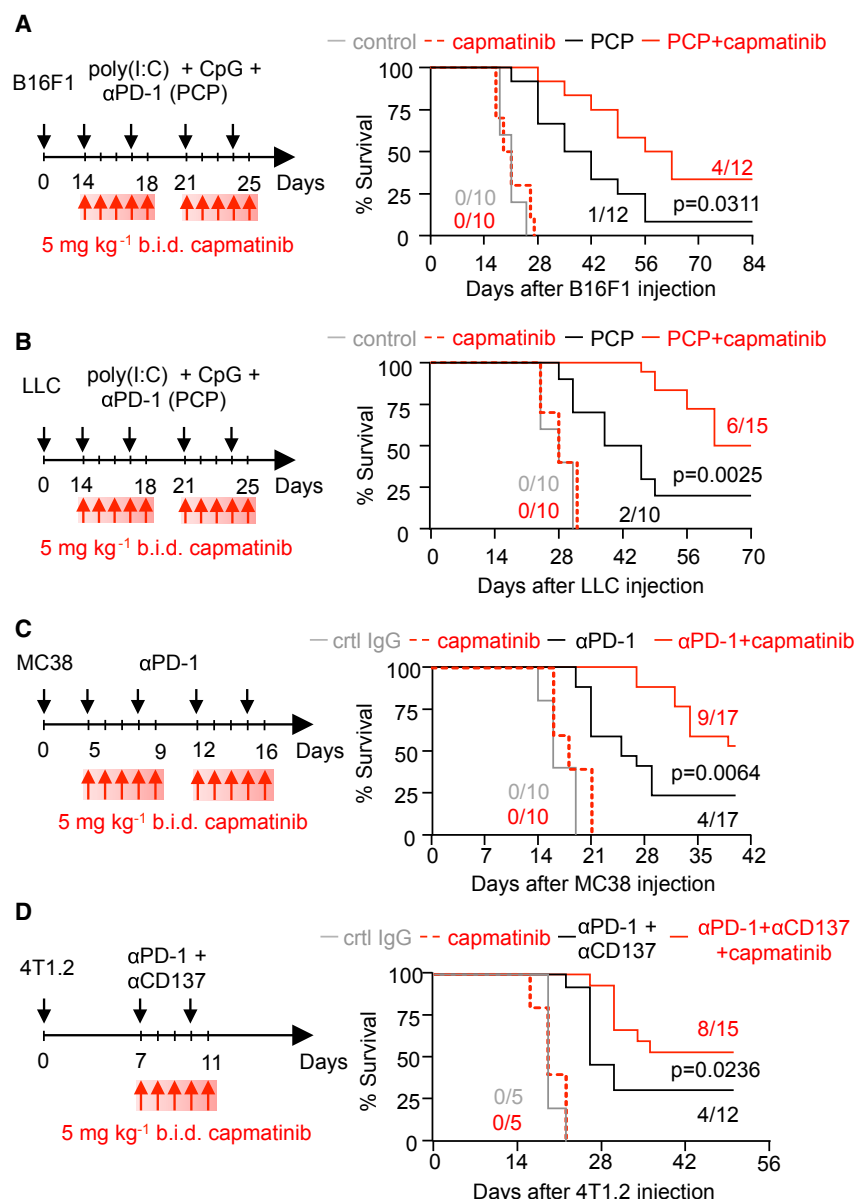 A
B16F1
poly(I:C) + CpG +
αPD-1 (PCP)
0 14 18 21 25 Days
5 mg kg⁻¹ b.i.d. capmatinib
control capmatinib PCP PCP+capmatinib
% Survival
100
75
50
25
0
0/10
0/10
1/12
4/12
p=0.0311
0 14 28 42 56 70 84
Days after B16F1 injection
B
LLC
poly(I:C) + CpG +
αPD-1 (PCP)
0 14 18 21 25 Days
5 mg kg⁻¹ b.i.d. capmatinib
control capmatinib PCP PCP+capmatinib
% Survival
100
75
50
25
0
0/10
0/10
2/10
6/15
p=0.0025
0 14 28 42 56 70
Days after LLC injection
C
MC38 αPD-1
0 5 9 12 16 Days
5 mg kg⁻¹ b.i.d. capmatinib
crtl IgG capmatinib αPD-1 αPD-1+capmatinib
% Survival
100
75
50
25
0
0/10
0/10
9/17
p=0.0064
4/17
0 7 14 21 28 35 42
Days after MC38 injection
D
4T1.2
αPD-1 +
αCD137
0 7 11 Days
5 mg kg⁻¹ b.i.d. capmatinib
crtl IgG capmatinib
αPD-1 +
αCD137
αPD-1+αCD137
+capmatinib
% Survival
100
75
50
25
0
0/5
0/5
8/15
p=0.0236
4/12
0 14 28 42 56
Days after 4T1.2 injection